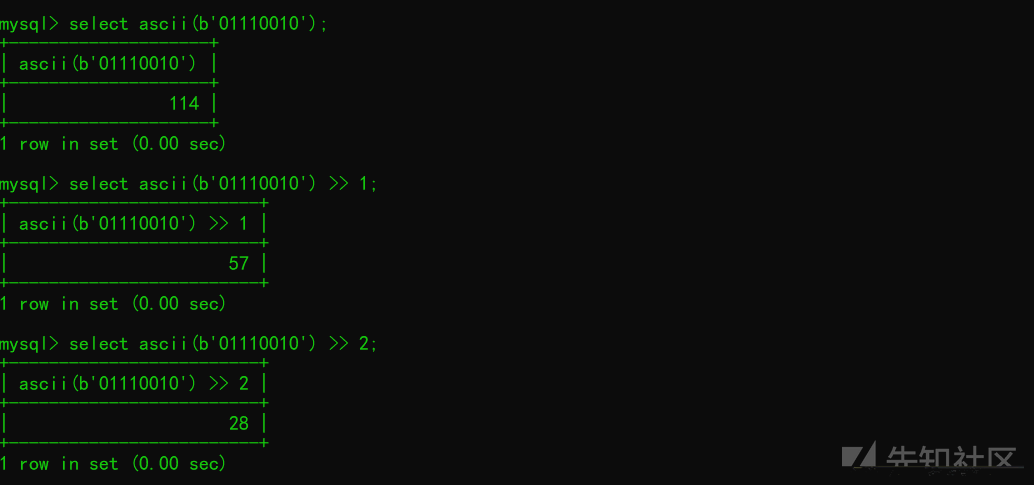 mysql> select ascii(b'01110010');
+--------------------+
| ascii(b'01110010') |
+--------------------+
|                114 |
+--------------------+
1 row in set (0.00 sec)
mysql> select ascii(b'01110010') >> 1;
+-------------------------+
| ascii(b'01110010') >> 1 |
+-------------------------+
|                      57 |
+-------------------------+
1 row in set (0.00 sec)
mysql> select ascii(b'01110010') >> 2;
+-------------------------+
| ascii(b'01110010') >> 2 |
+-------------------------+
|                      28 |
+-------------------------+
1 row in set (0.00 sec)
先知社区